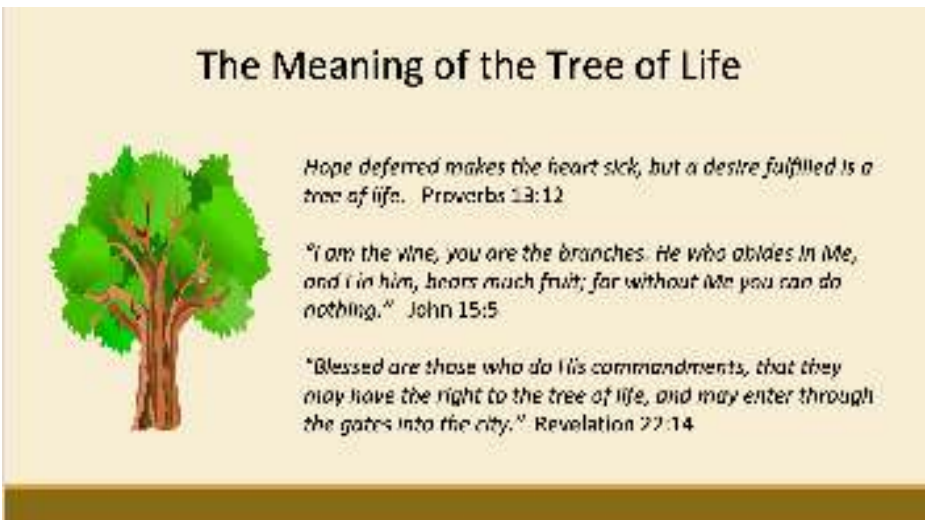 The Meaning of the Tree of Life
Hope deferred makes the heart sick, but a desire fulfilled is a
tree of life. Proverbs 13:12
"I am the vine, you are the branches. He who abides in Me,
and I in him, bears much fruit; for without Me you can do
nothing." John 15:5
"Blessed are those who do His commandments, that they
may have the right to the tree of life, and may enter through
the gates into the city." Revelation 22:14